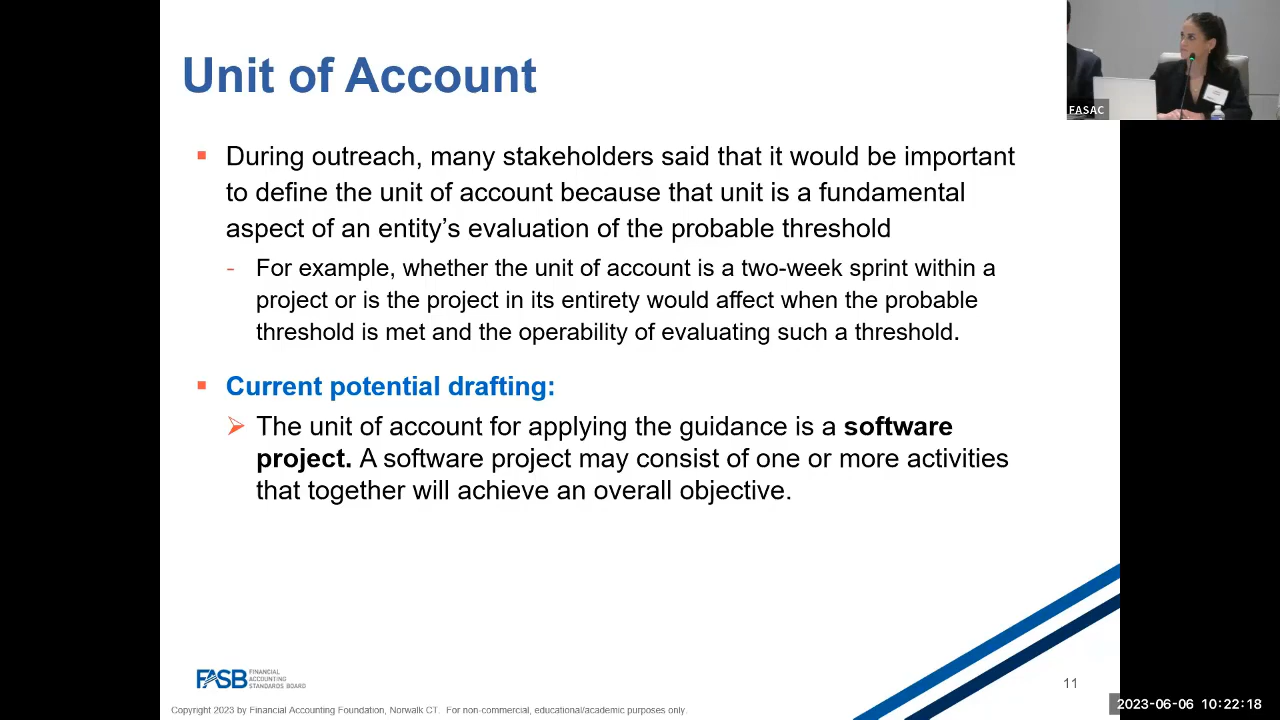 Unit of Account
During outreach, many stakeholders said that it would be important
to define the unit of account because that unit is a fundamental
aspect of an entity’s evaluation of the probable threshold
- For example, whether the unit of account is a two-week sprint within a
project or is the project in its entirety would affect when the probable
threshold is met and the operability of evaluating such a threshold.
Current potential drafting:
The unit of account for applying the guidance is a software
project. A software project may consist of one or more activities
that together will achieve an overall objective.
FASB FINANCIAL
ACCOUNTING
STANDARDS BOARD
11
Copyright 2023 by Financial Accounting Foundation, Norwalk CT. For non-commercial, educational/academic purposes only.
FASAC
2023-06-06 10:22:18